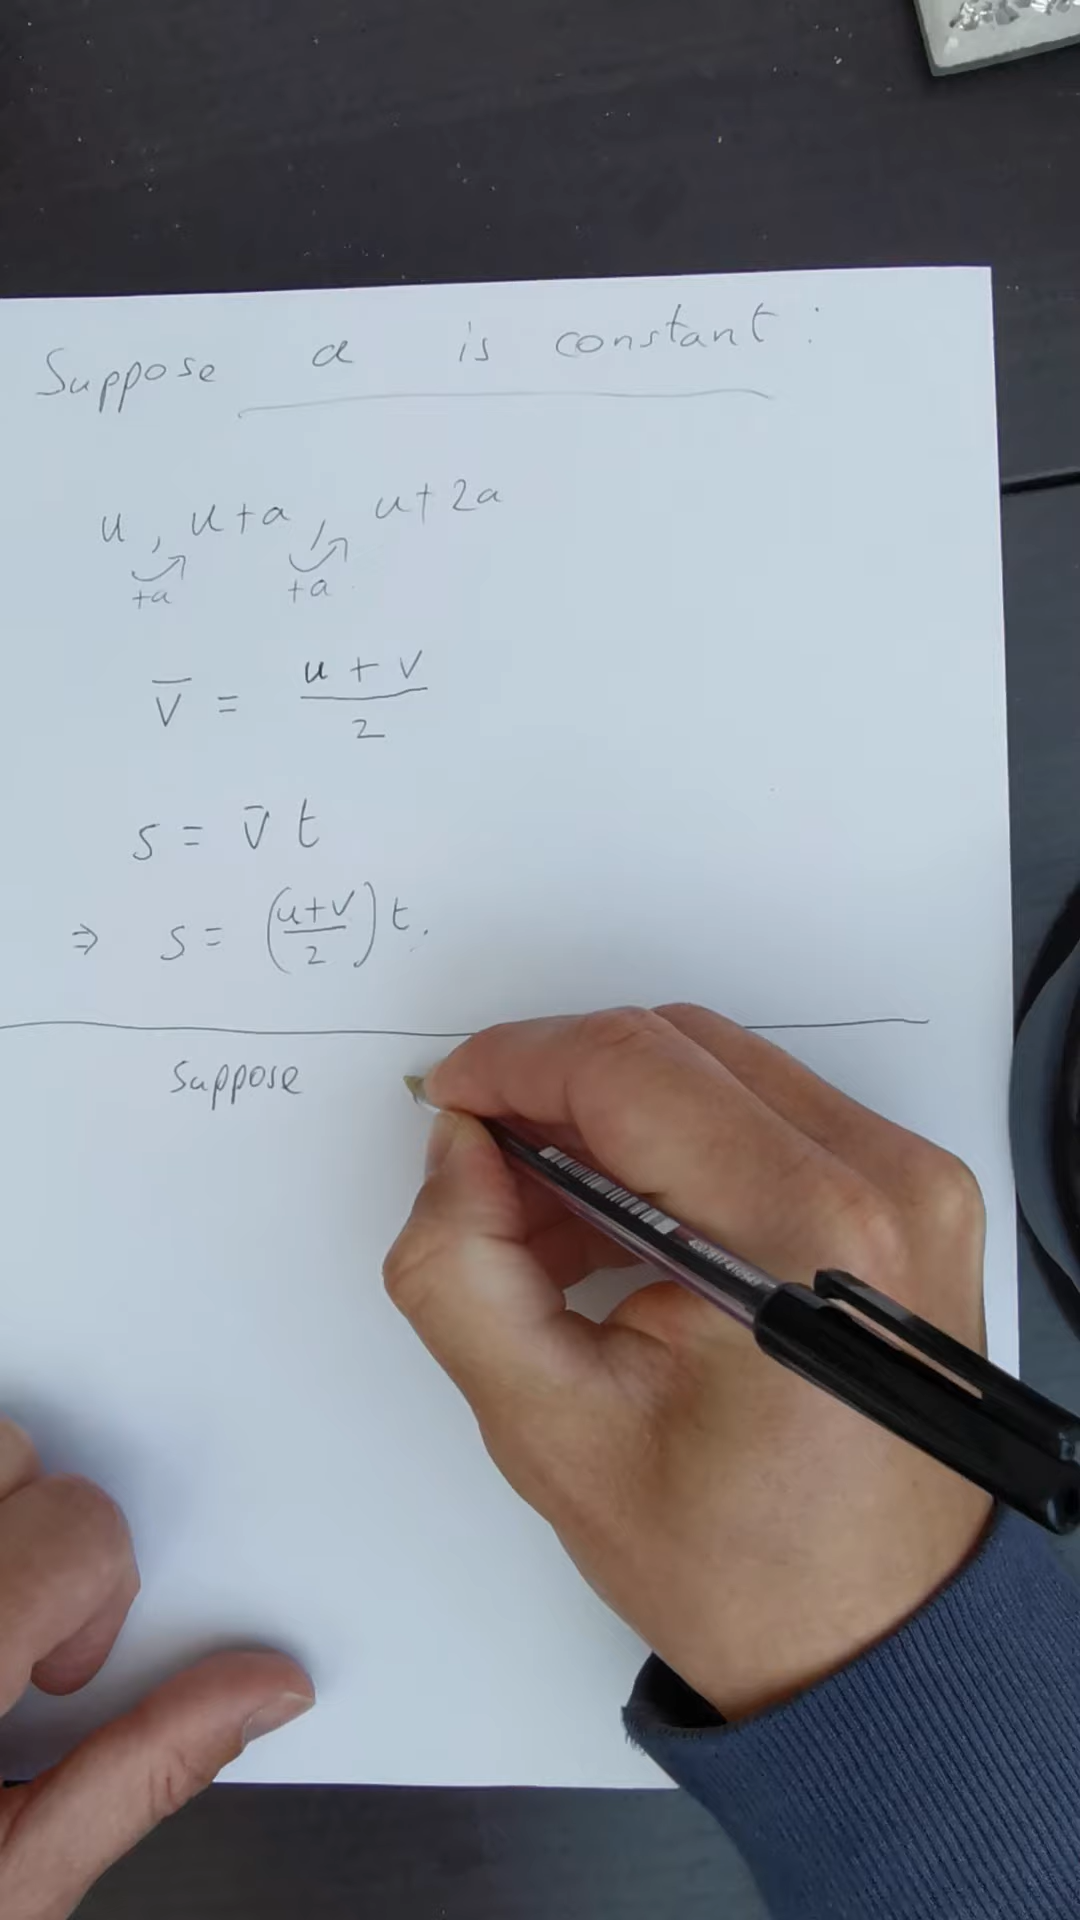 Suppose a is constant:
u, u+a, u+2a
+a +a
v̅ = u + v / 2
s = v̅ t
⇒ s = (u+v / 2) t.
Suppose